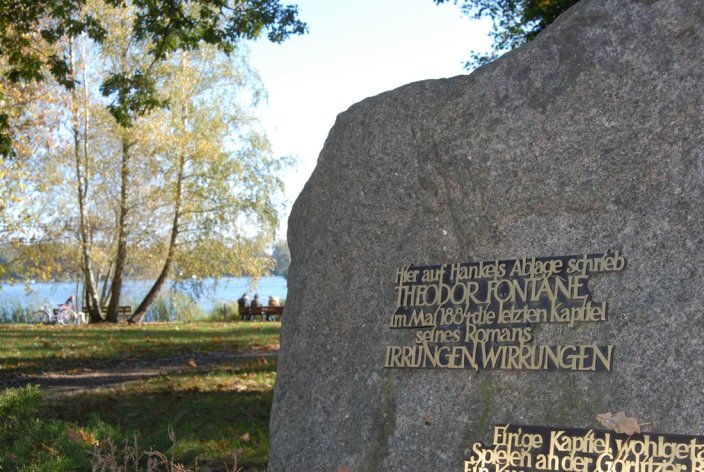 Hier auf Hankels Ablage schrieb
THEODOR FONTANE
im Mai 1884 die letzten Kapitel
seines Romans
IRRUNGEN, WIRRUNGEN
Einige Kapitel wohlgeta
Spielen an der Görlitzer B